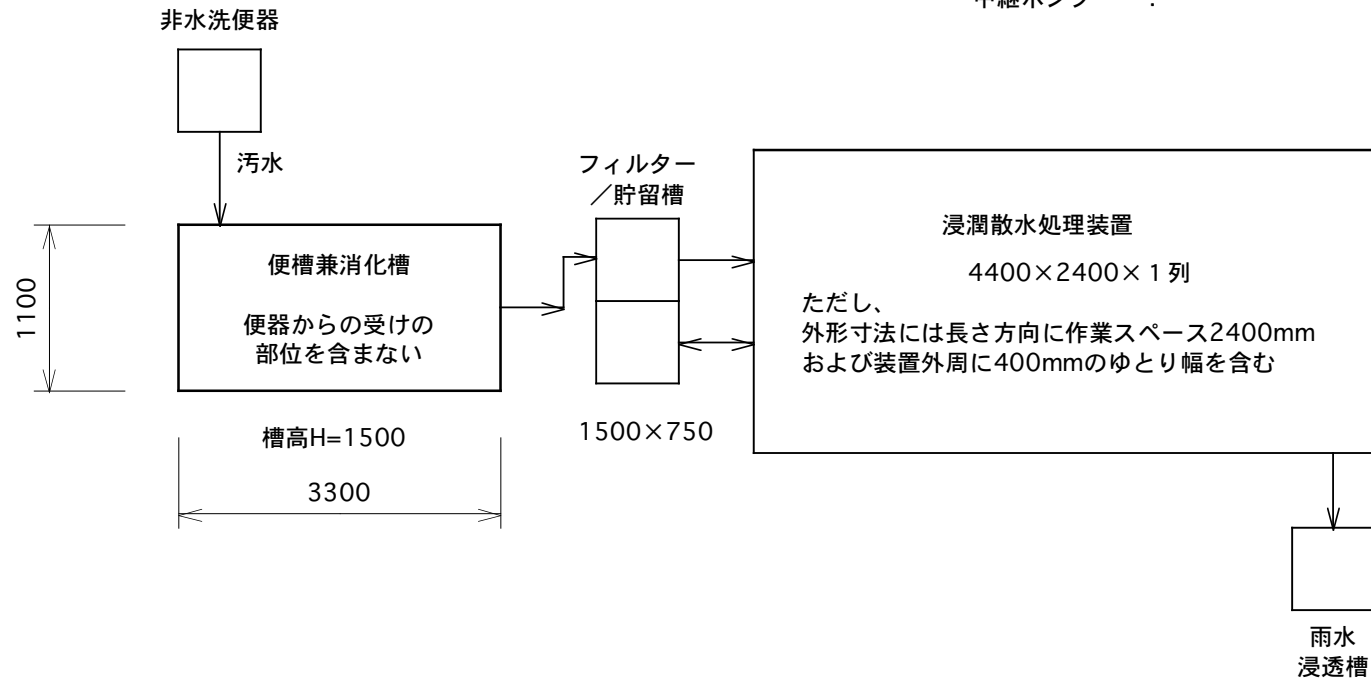 中継ポンプ :
非水洗便器
汚水
フィルター
／貯留槽
便槽兼消化槽
便器からの受けの
部位を含まない
1100
槽高H=1500
3300
1500×750
浸潤散水処理装置
4400×2400×１列
ただし、
外形寸法には長さ方向に作業スペース2400mm
および装置外周に400mmのゆとり幅を含む
雨水
浸透槽